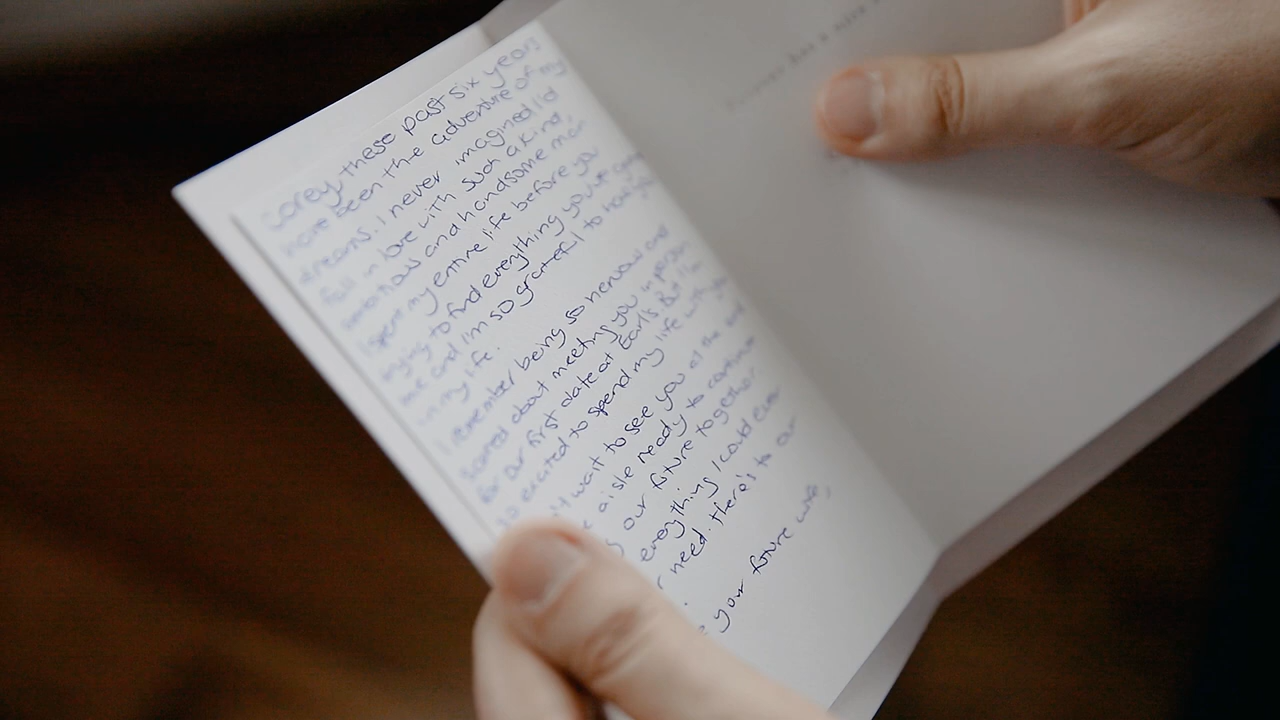 Corey, these past six years
have been the adventure of my
dreams. I never imagined I'd
fall in love with such a kind,
ambitious and handsome man
I spent my entire life before you
trying to find everything you
me and I'm so grateful to have you
in my life.
I remember being so nervous and
scared about meeting you in person
for our first date at Earl's. But I'm
so excited to spend my life with you
wait to see you at the end
aisle ready to continue
our future together.
everything I could ever
need. Here's to our
your future wife,